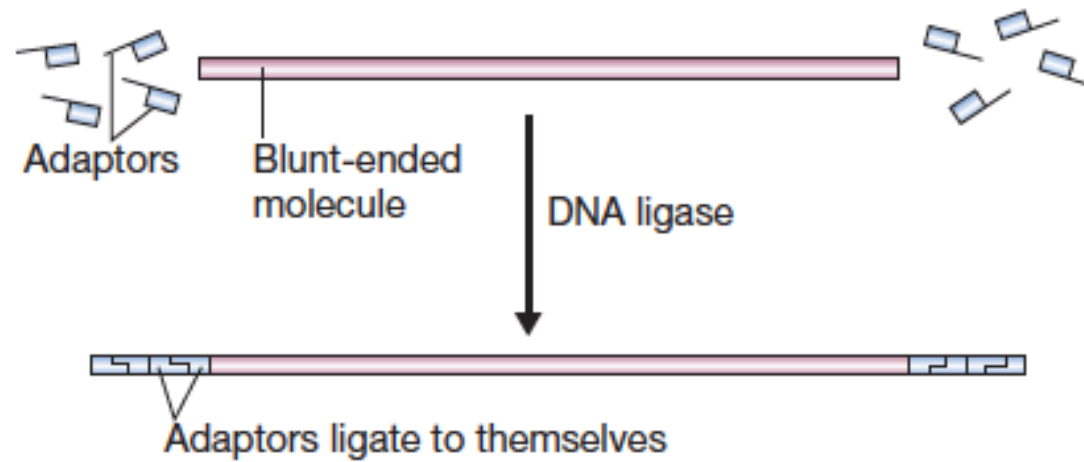 Adaptors
Blunt-ended
molecule
DNA ligase
Adaptors ligate to themselves